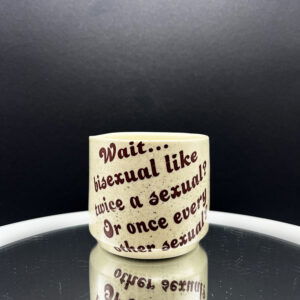 Wait...
bisexual like
twice a sexual?
Or once every
other sexual?